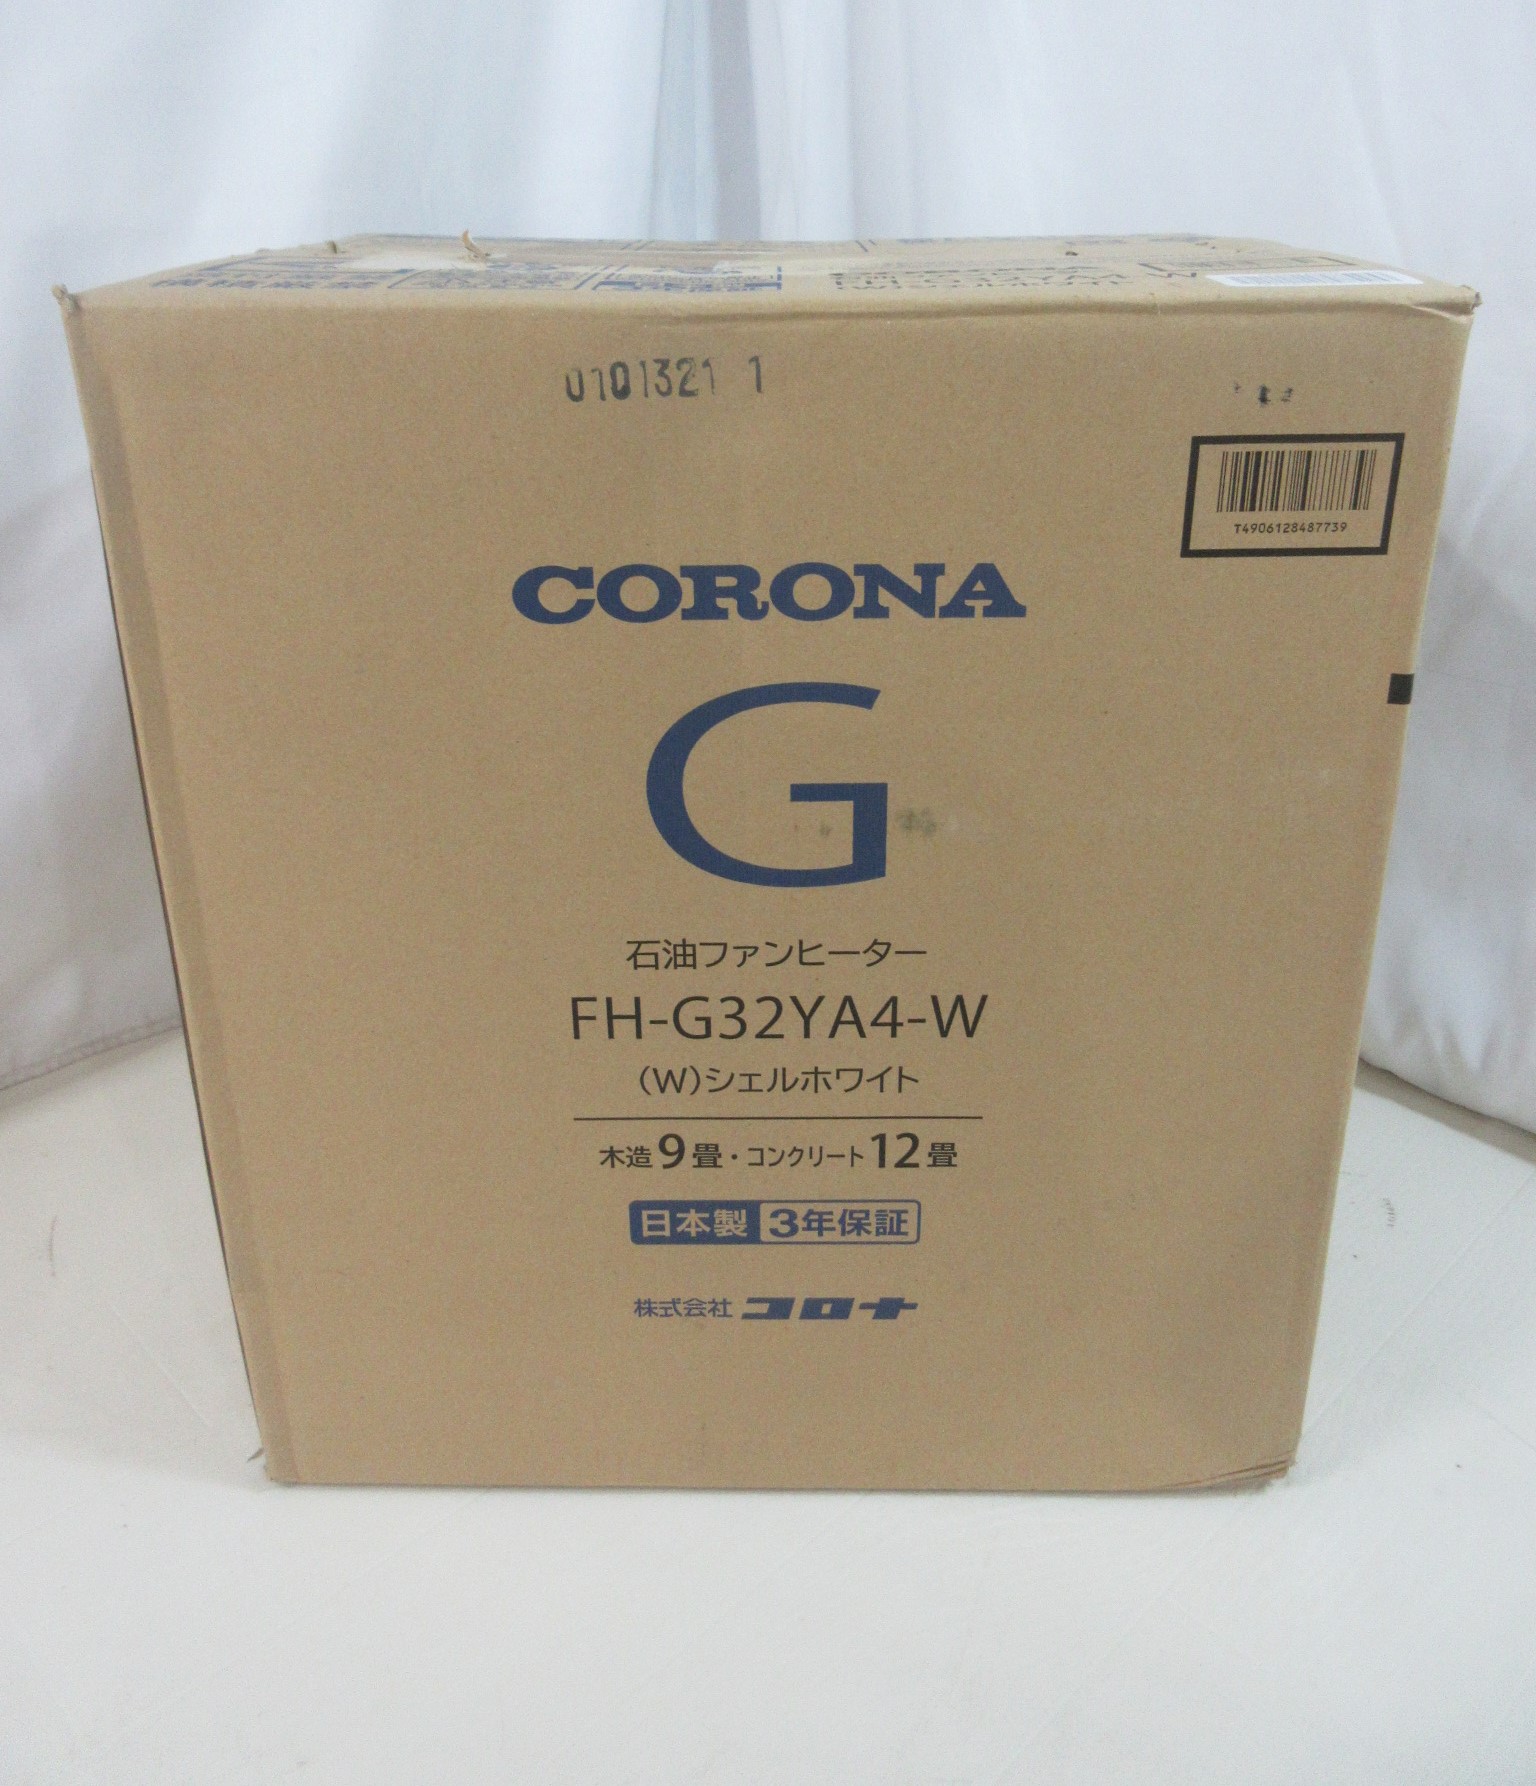 0101321 1
T4906128487739
CORONA
G
石油ファンヒーター
FH-G32YA4-W
(W)シェルホワイト
木造9畳・コンクリート12畳
日本製 3年保証
株式会社コロナ